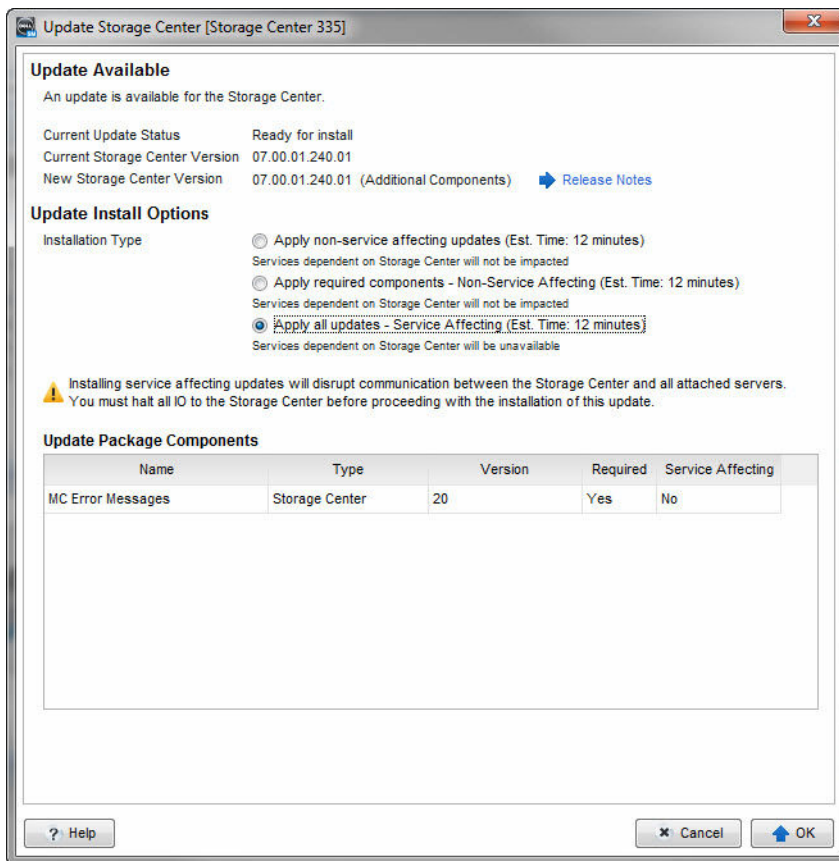 Update Storage Center [Storage Center 335]
Update Available
An update is available for the Storage Center.
Current Update Status Ready for install
Current Storage Center Version 07.00.01.240.01
New Storage Center Version 07.00.01.240.01 (Additional Components) Release Notes
Update Install Options
Installation Type Apply non-service affecting updates (Est. Time: 12 minutes)
Services dependent on Storage Center will not be impacted
Apply required components - Non-Service Affecting (Est. Time: 12 minutes)
Services dependent on Storage Center will not be impacted
Apply all updates - Service Affecting (Est. Time: 12 minutes)
Services dependent on Storage Center will be unavailable
Installing service affecting updates will disrupt communication between the Storage Center and all attached servers.
You must halt all IO to the Storage Center before proceeding with the installation of this update.
Update Package Components
Name Type Version Required Service Affecting
MC Error Messages Storage Center 20 Yes No
? Help Cancel OK